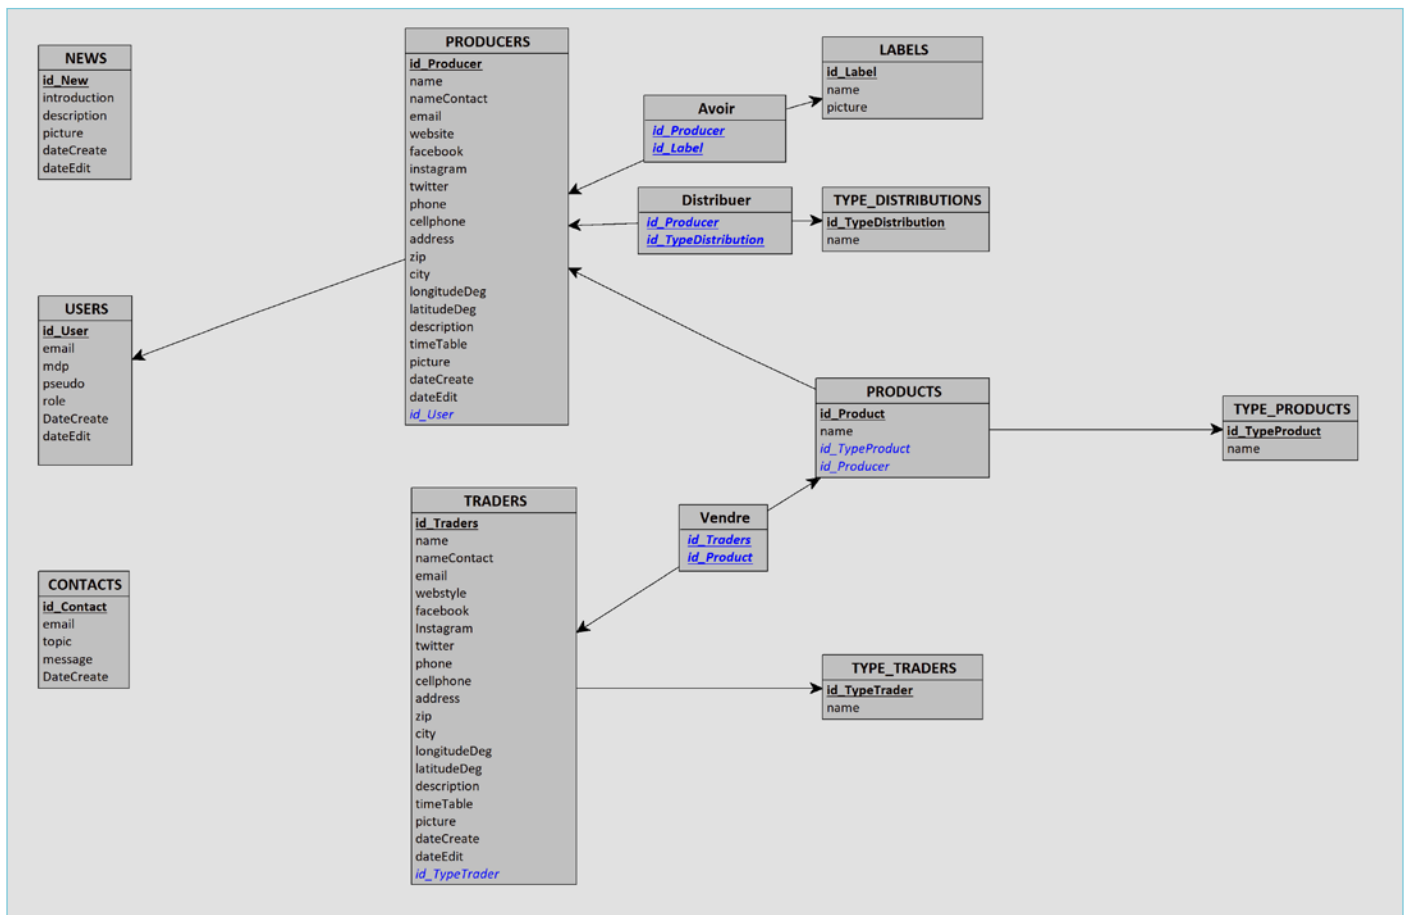 NEWS
id_New
introduction
description
picture
dateCreate
dateEdit
USERS
id_User
email
mdp
pseudo
role
DateCreate
dateEdit
CONTACTS
id_Contact
email
topic
message
DateCreate
PRODUCERS
id_Producer
name
nameContact
email
website
facebook
instagram
twitter
phone
cellphone
address
zip
city
longitudeDeg
latitudeDeg
description
timeTable
picture
dateCreate
dateEdit
id_User
TRADERS
id_Traders
name
nameContact
email
webstyle
facebook
Instagram
twitter
phone
cellphone
address
zip
city
longitudeDeg
latitudeDeg
description
timeTable
picture
dateCreate
dateEdit
id_TypeTrader
Avoir
id_Producer
id_Label
Distribuer
id_Producer
id_TypeDistribution
Vendre
id_Traders
id_Product
LABELS
id_Label
name
picture
TYPE_DISTRIBUTIONS
id_TypeDistribution
name
PRODUCTS
id_Product
name
id_TypeProduct
id_Producer
TYPE_TRADERS
id_TypeTrader
name
TYPE_PRODUCTS
id_TypeProduct
name